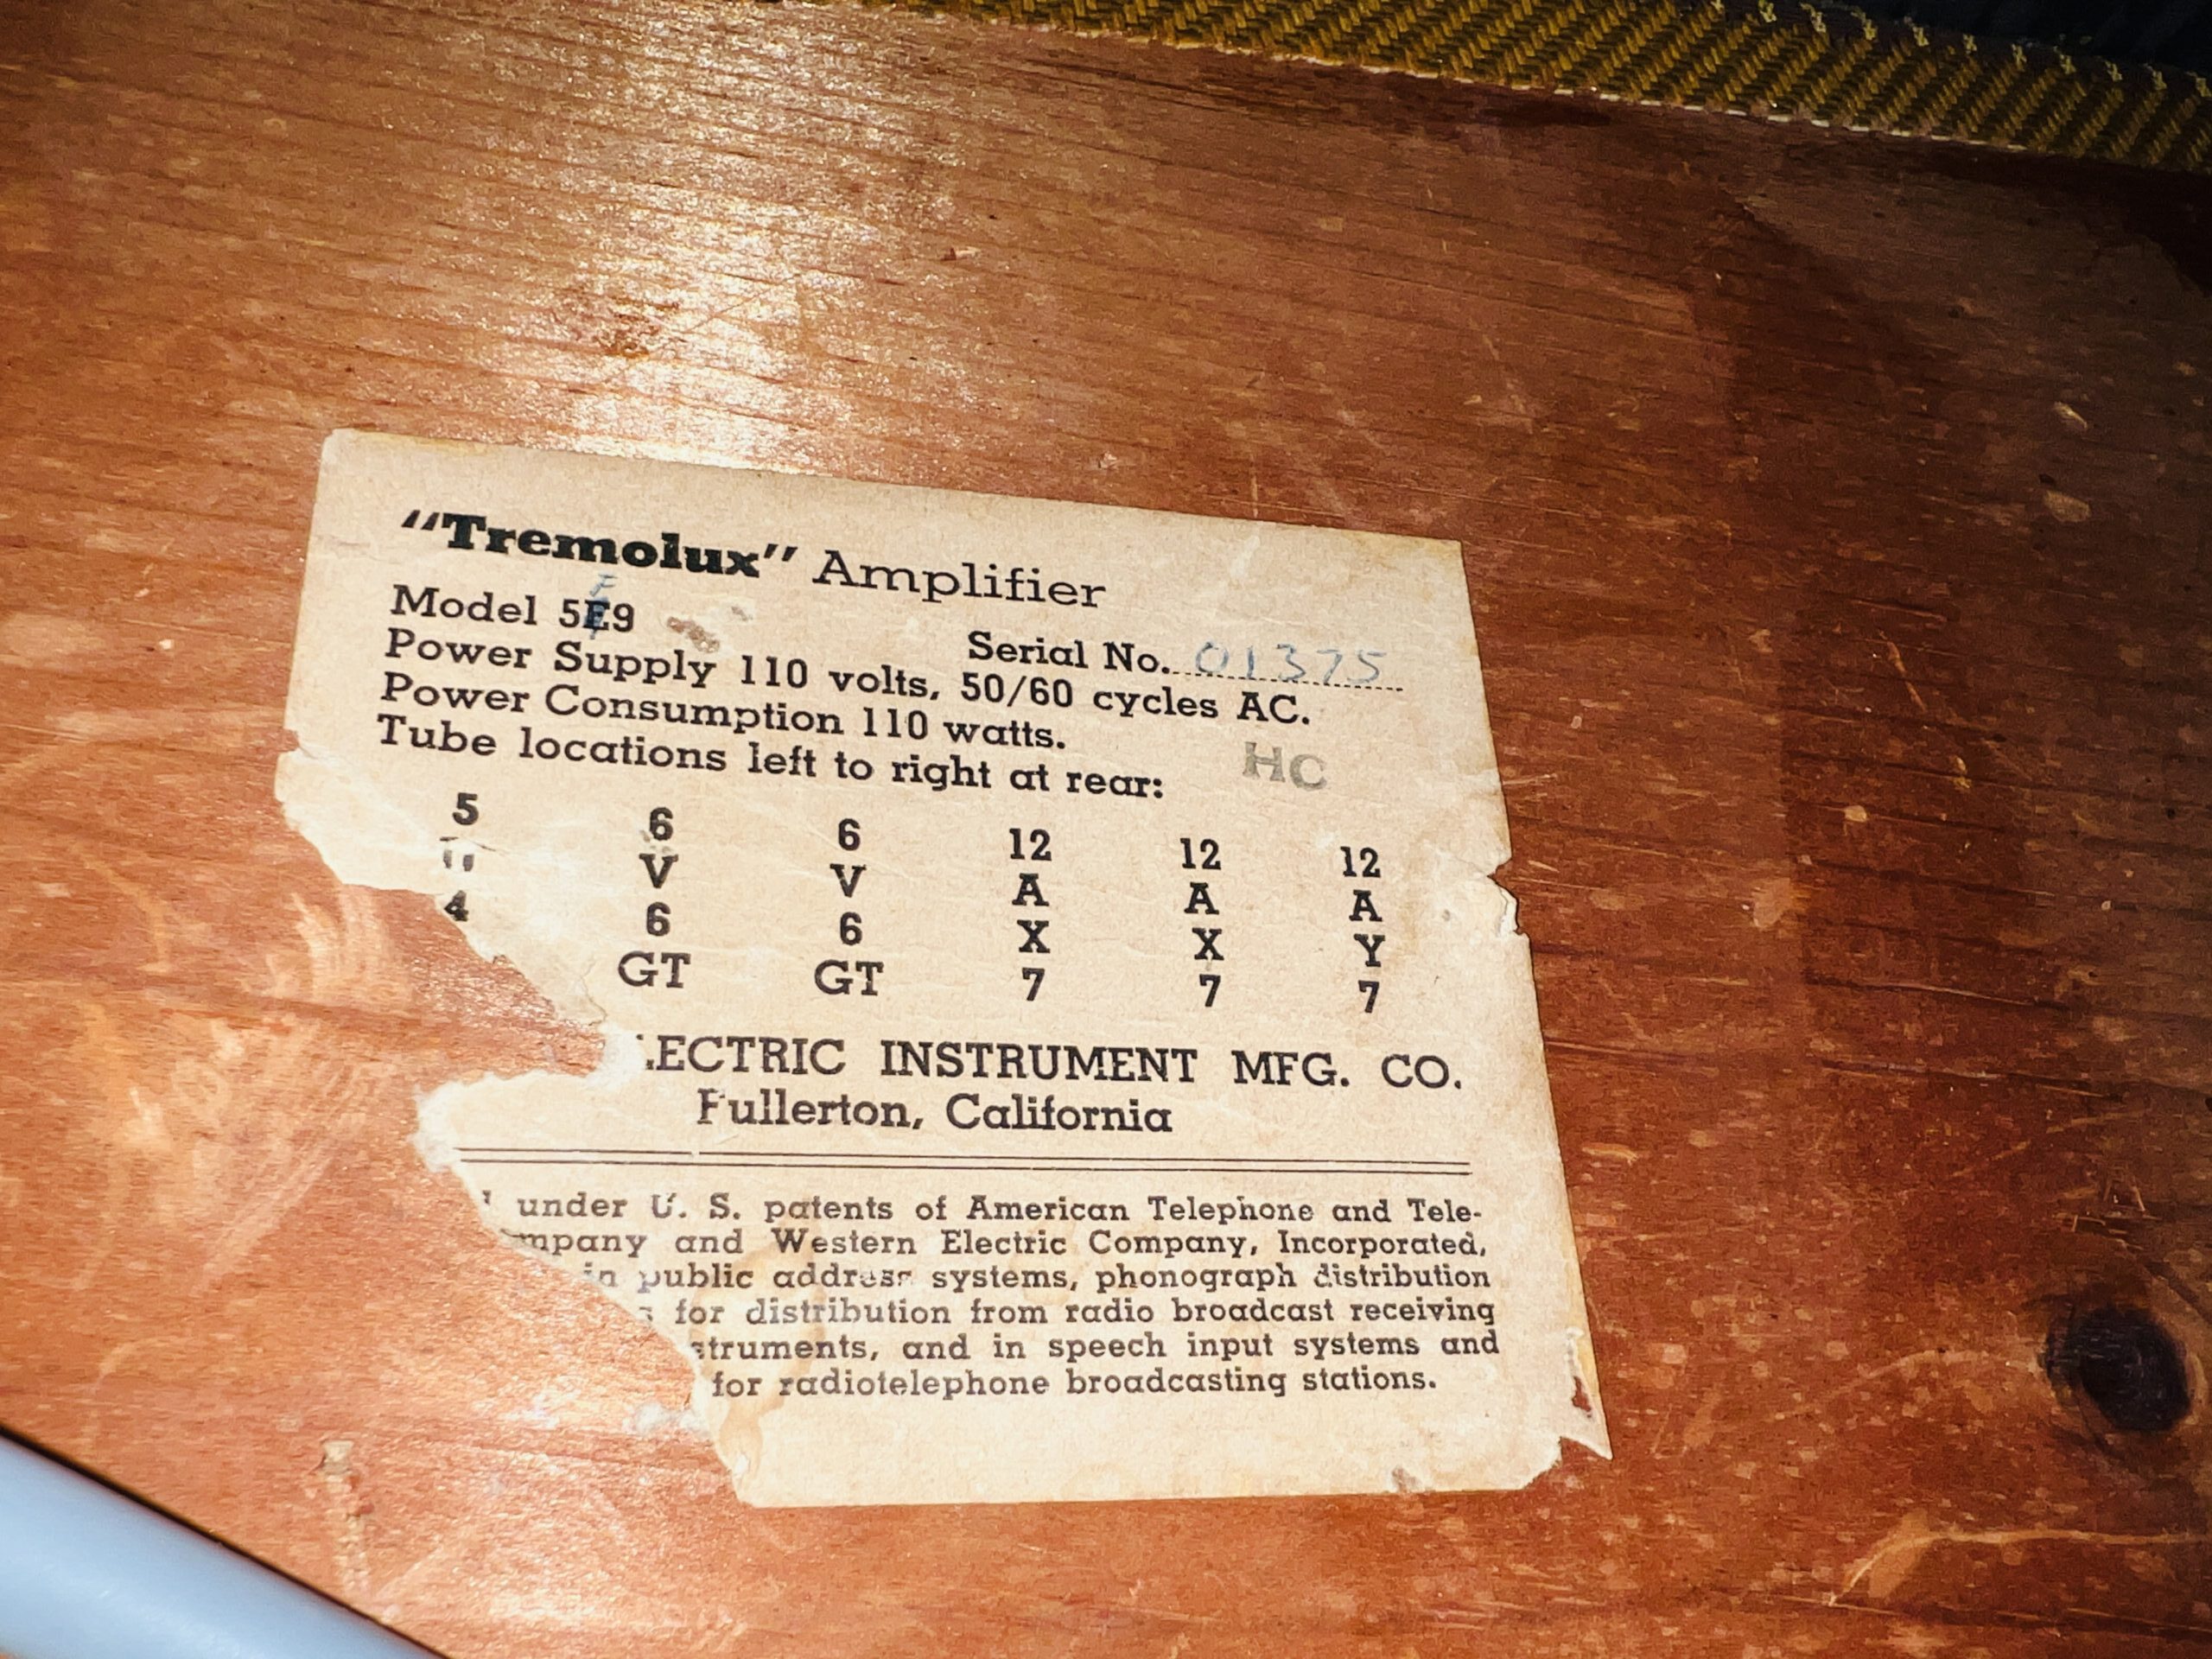 "Tremolux" Amplifier
Model 5E9
Serial No. 01375
Power Supply 110 volts, 50/60 cycles AC.
Power Consumption 110 watts.
HC
Tube locations left to right at rear:
5 6 6 12 12 12
V V A A A
4 6 6 X X Y
GT GT 7 7 7
INSTRUMENT MFG. CO.
Fullerton, California
under U. S. patents of American Telephone and Tele-
and Western Electric Company, Incorporated,
in public address systems, phonograph distribution
for distribution from radio broadcast receiving
and in speech input systems and
for radiotelephone broadcasting stations.